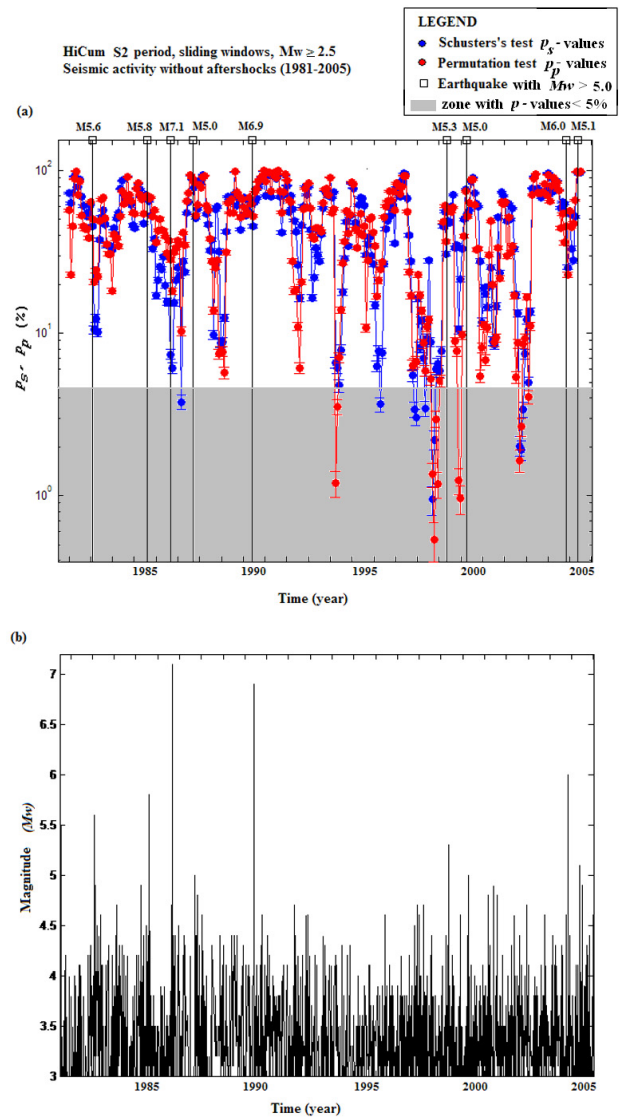 HiCum S2 period, sliding windows, Mw ≥ 2.5
Seismic activity without aftershocks (1981-2005)
LEGEND
Schusters's test pₛ - values
Permutation test pₚ - values
Earthquake with Mw > 5.0
zone with p - values < 5%
(a)
M5.6 M5.8 M7.1 M5.0 M6.9 M5.3 M5.0 M6.0 M5.1
10²
10¹
10⁰
pₛ, pₚ (%)
1985 1990 1995 2000 2005
Time (year)
(b)
7
6.5
6
5.5
5
4.5
4
3.5
3
Magnitude (Mw)
1985 1990 1995 2000 2005
Time (year)